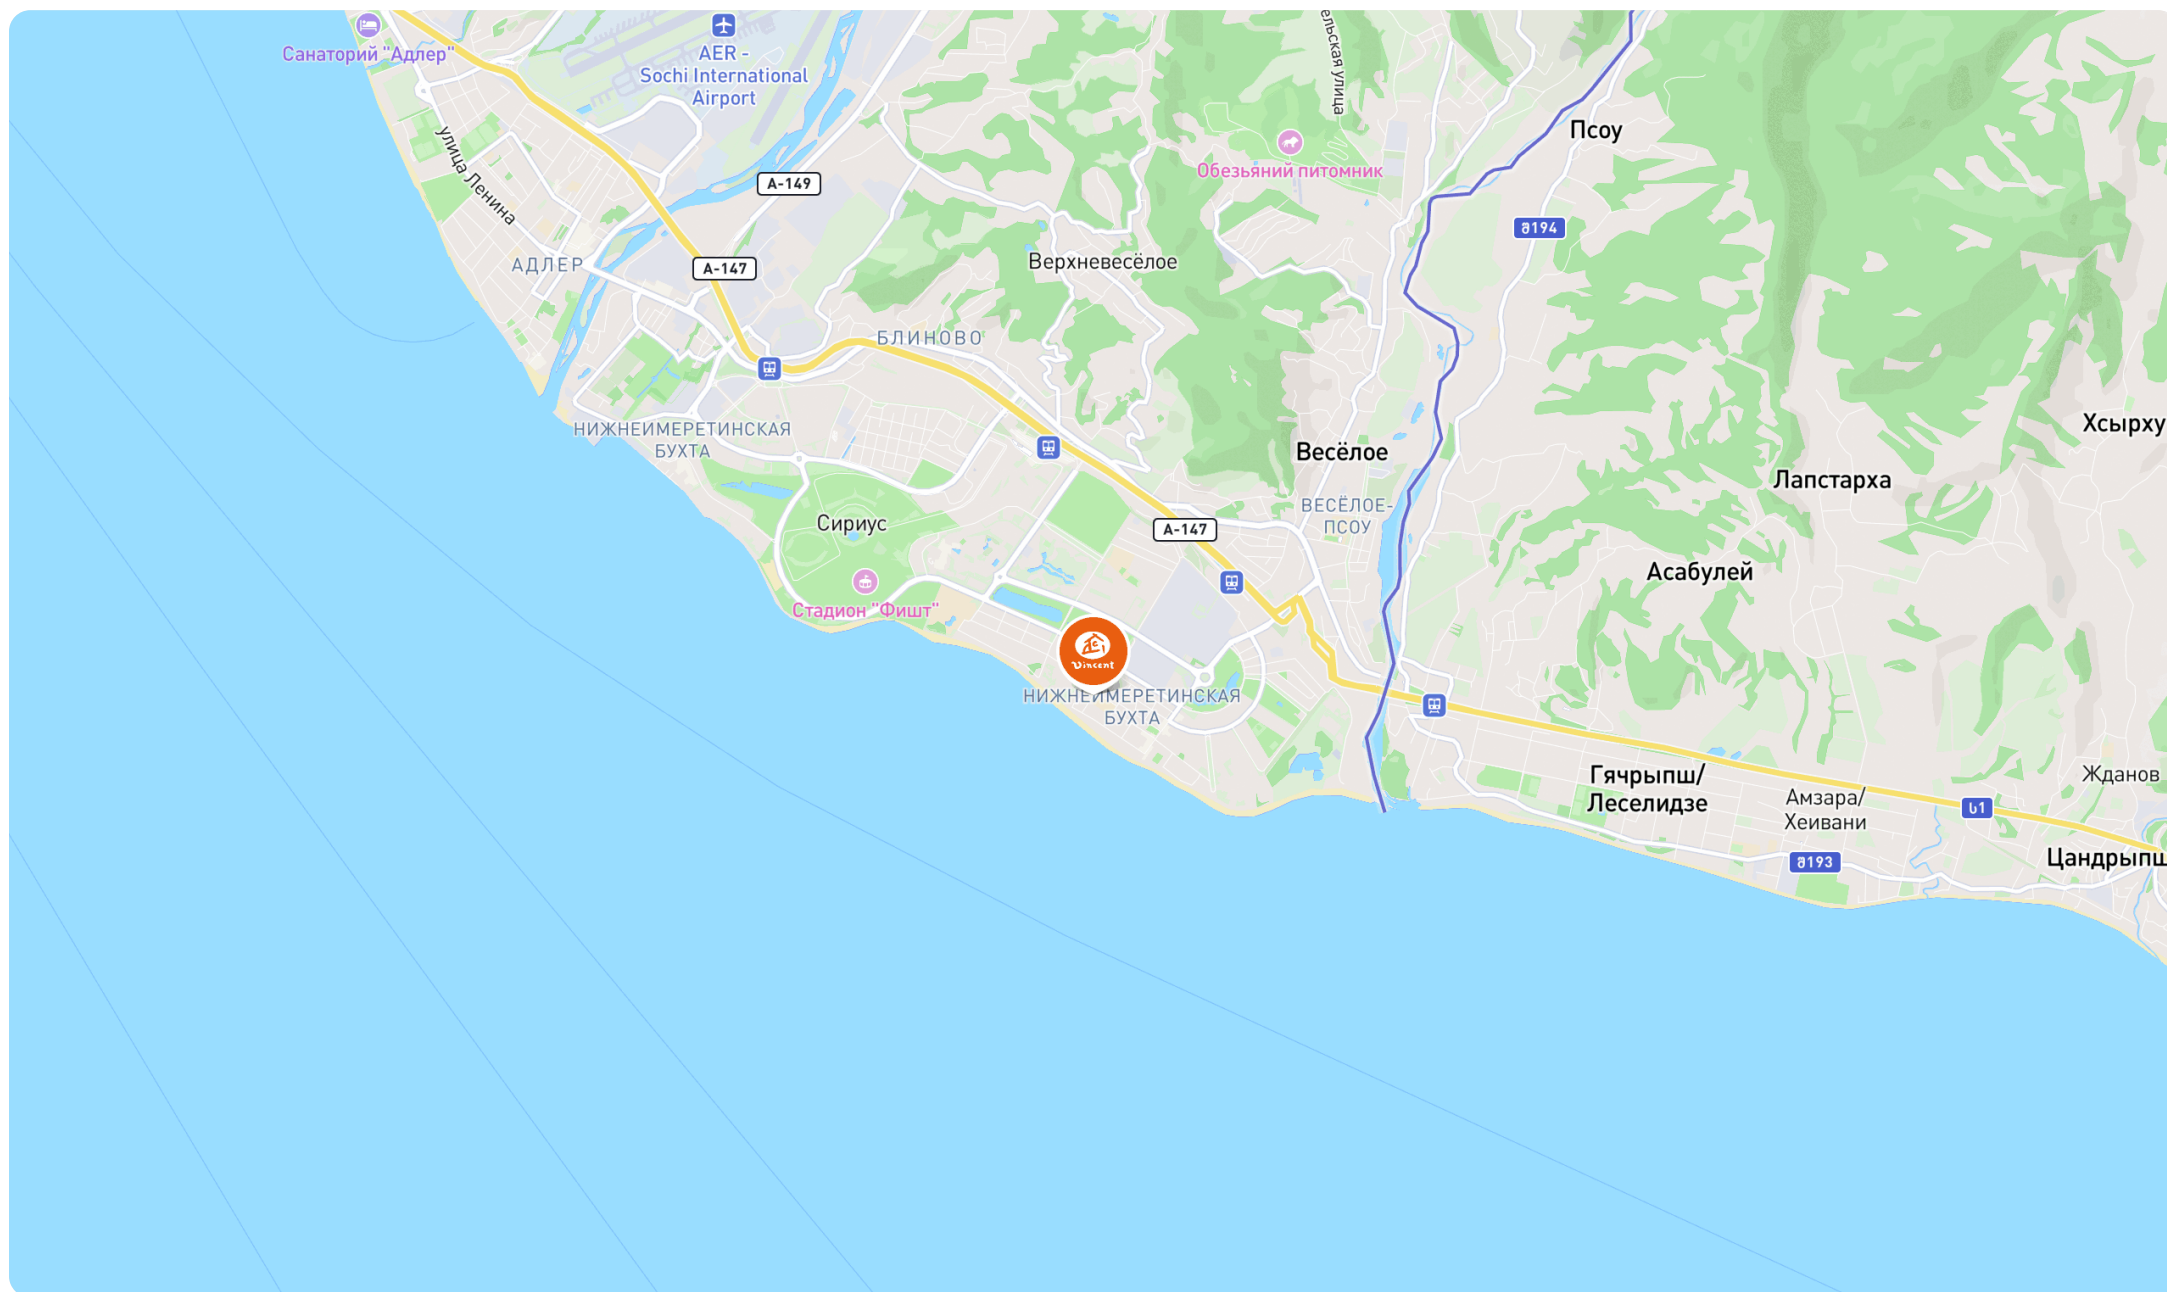 Санаторий "Адлер"
AER -
Sochi International
Airport
ельская улица
Псоу
улица Ленина
Обезьяний питомник
А-149
შ194
АДЛЕР
А-147
Верхневесёлое
БЛИНОВО
НИЖНЕИМЕРЕТИНСКАЯ
БУХТА
Весёлое
Хсырху
Лапстарха
ВЕСЁЛОЕ-
ПСОУ
Сириус
А-147
Асабулей
Стадион "Фишт"
Vincent
НИЖНЕИМЕРЕТИНСКАЯ
БУХТА
Гячрыпш/
Леселидзе
Жданов
Амзара/
Хеивани
ს1
Цандрыпш
შ193